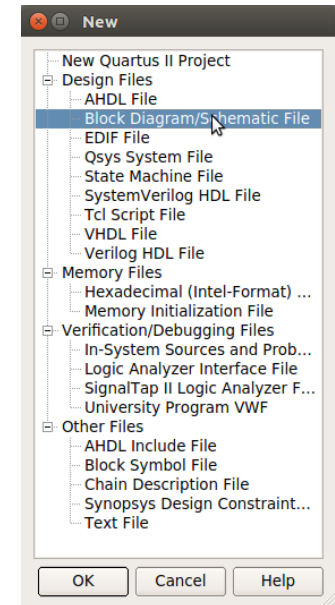 New
New Quartus II Project
Design Files
AHDL File
Block Diagram/Schematic File
EDIF File
Qsys System File
State Machine File
SystemVerilog HDL File
Tcl Script File
VHDL File
Verilog HDL File
Memory Files
Hexadecimal (Intel-Format) ...
Memory Initialization File
Verification/Debugging Files
In-System Sources and Prob...
Logic Analyzer Interface File
SignalTap II Logic Analyzer F...
University Program VWF
Other Files
AHDL Include File
Block Symbol File
Chain Description File
Synopsys Design Constraint...
Text File
OK Cancel Help